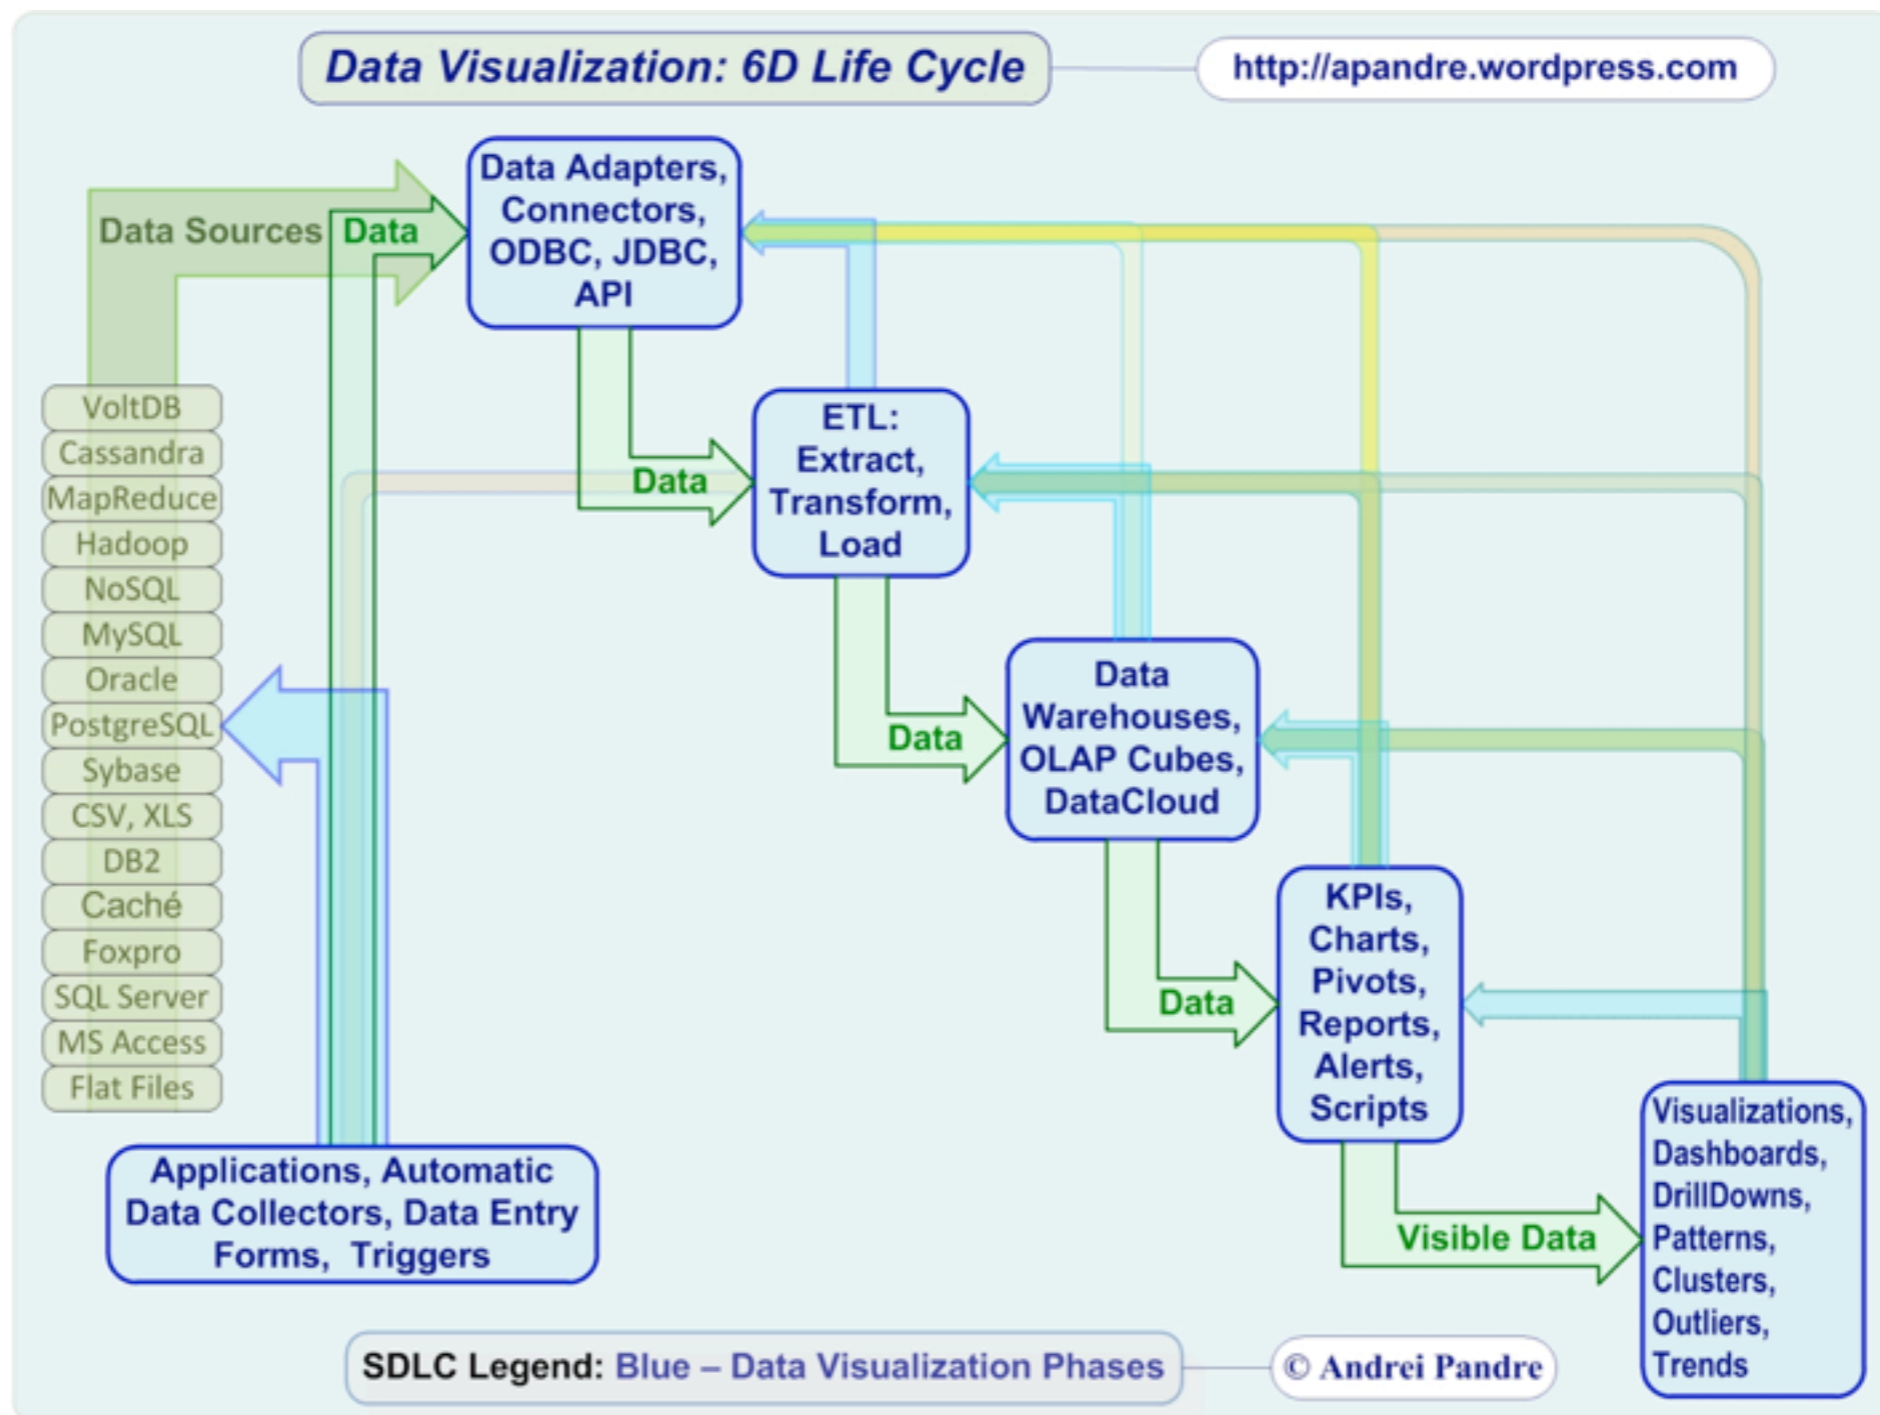 Data Visualization: 6D Life Cycle
http://apandre.wordpress.com
Data Sources
Data
Data Adapters,
Connectors,
ODBC, JDBC,
API
VoltDB
Cassandra
MapReduce
Hadoop
NoSQL
MySQL
Oracle
PostgreSQL
Sybase
CSV, XLS
DB2
Caché
Foxpro
SQL Server
MS Access
Flat Files
Data
ETL:
Extract,
Transform,
Load
Data
Data
Warehouses,
OLAP Cubes,
DataCloud
Data
KPIs,
Charts,
Pivots,
Reports,
Alerts,
Scripts
Visible Data
Visualizations,
Dashboards,
DrillDowns,
Patterns,
Clusters,
Outliers,
Trends
Applications, Automatic
Data Collectors, Data Entry
Forms, Triggers
SDLC Legend: Blue – Data Visualization Phases
© Andrei Pandre